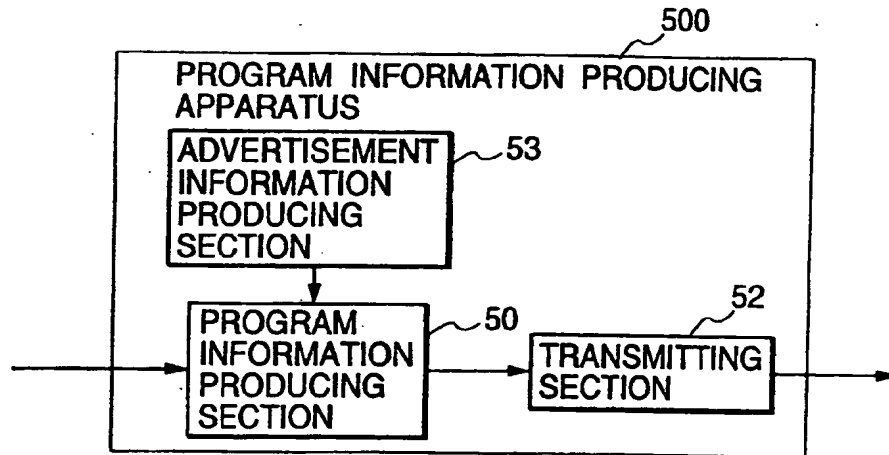 500
PROGRAM INFORMATION PRODUCING
APPARATUS
ADVERTISEMENT
INFORMATION
PRODUCING
SECTION
53
PROGRAM
INFORMATION
PRODUCING
SECTION
50
TRANSMITTING
SECTION
52